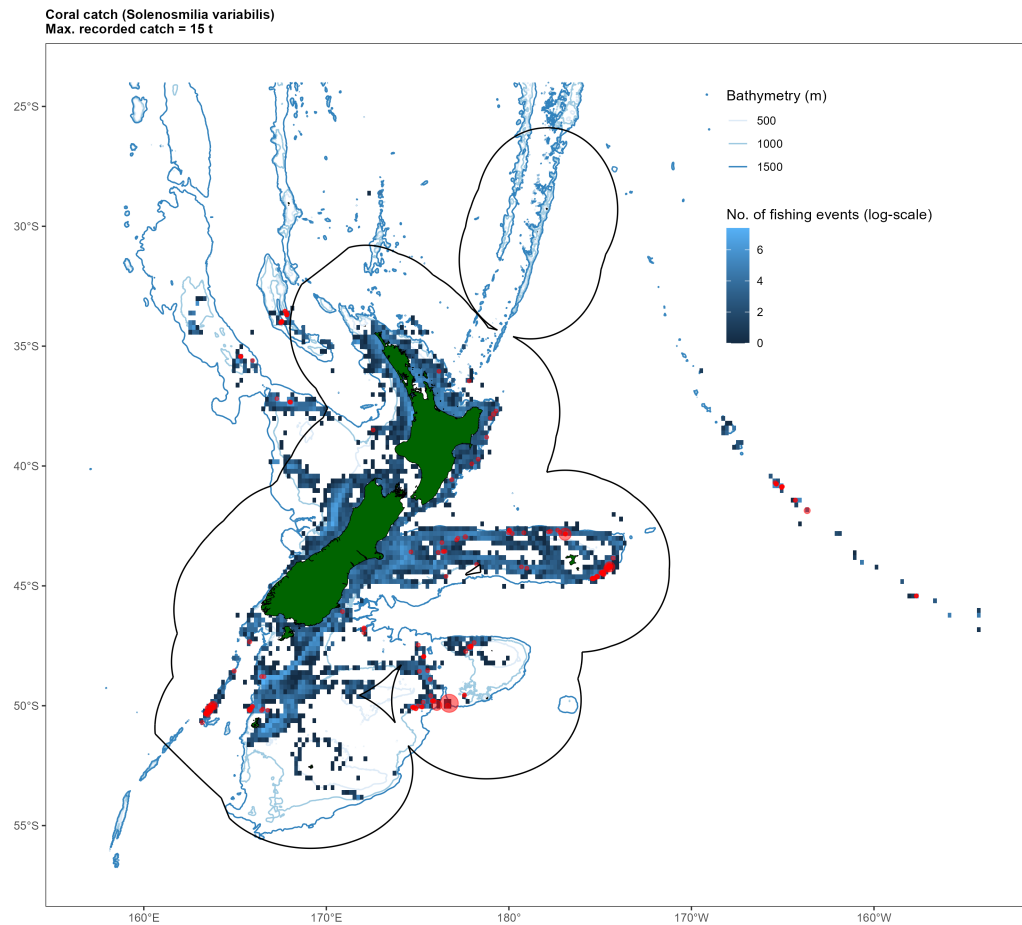 Coral catch (Solenosmilia variabilis)
Max. recorded catch = 15 t
Bathymetry (m)
500
1000
1500
No. of fishing events (log-scale)
6
4
2
0
25°S
30°S
35°S
40°S
45°S
50°S
55°S
160°E
170°E
180°
170°W
160°W